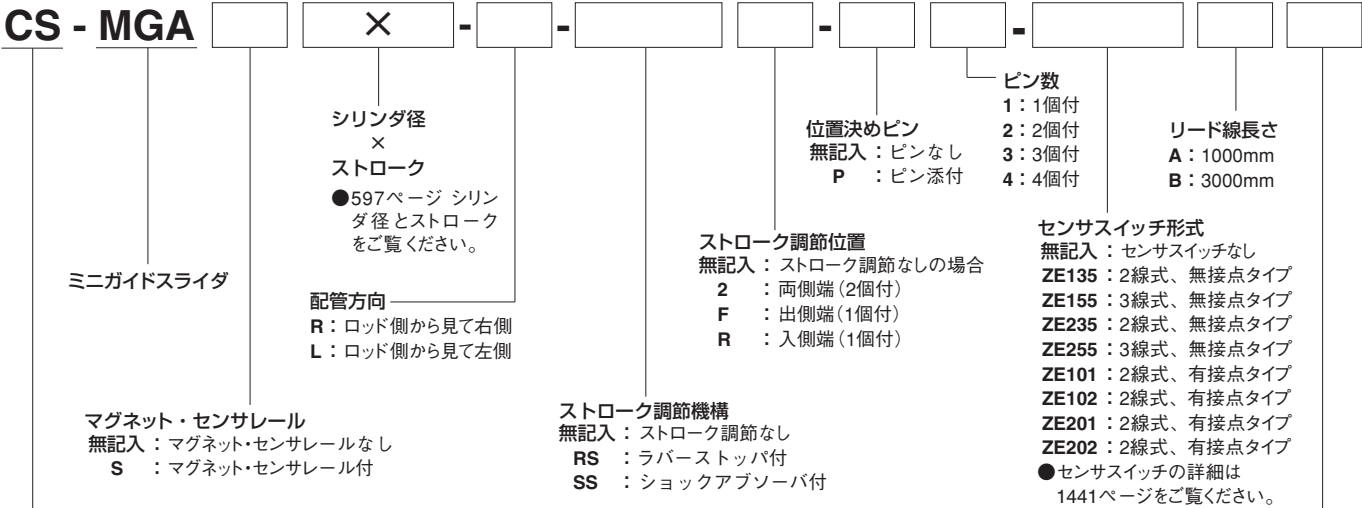 CS - MGA × - - - -
シリンダ径
×
ストローク
●597ページ シリン
ダ径とストローク
をご覧ください。
ミニガイドスライダ
配管方向
R：ロッド側から見て右側
L：ロッド側から見て左側
マグネット・センサレール
無記入：マグネット・センサレールなし
S ：マグネット・センサレール付
ストローク調節機構
無記入：ストローク調節なし
RS ：ラバーストッパ付
SS ：ショックアブソーバ付
ストローク調節位置
無記入：ストローク調節なしの場合
2 ：両側端（2個付）
F ：出側端（1個付）
R ：入側端（1個付）
位置決めピン
無記入：ピンなし
P ：ピン添付
ピン数
1：1個付
2：2個付
3：3個付
4：4個付
リード線長さ
A：1000mm
B：3000mm
センサスイッチ形式
無記入：センサスイッチなし
ZE135：2線式、無接点タイプ
ZE155：3線式、無接点タイプ
ZE235：2線式、無接点タイプ
ZE255：3線式、無接点タイプ
ZE101：2線式、有接点タイプ
ZE102：2線式、有接点タイプ
ZE201：2線式、有接点タイプ
ZE202：2線式、有接点タイプ
●センサスイッチの詳細は
1441ページをご覧ください。